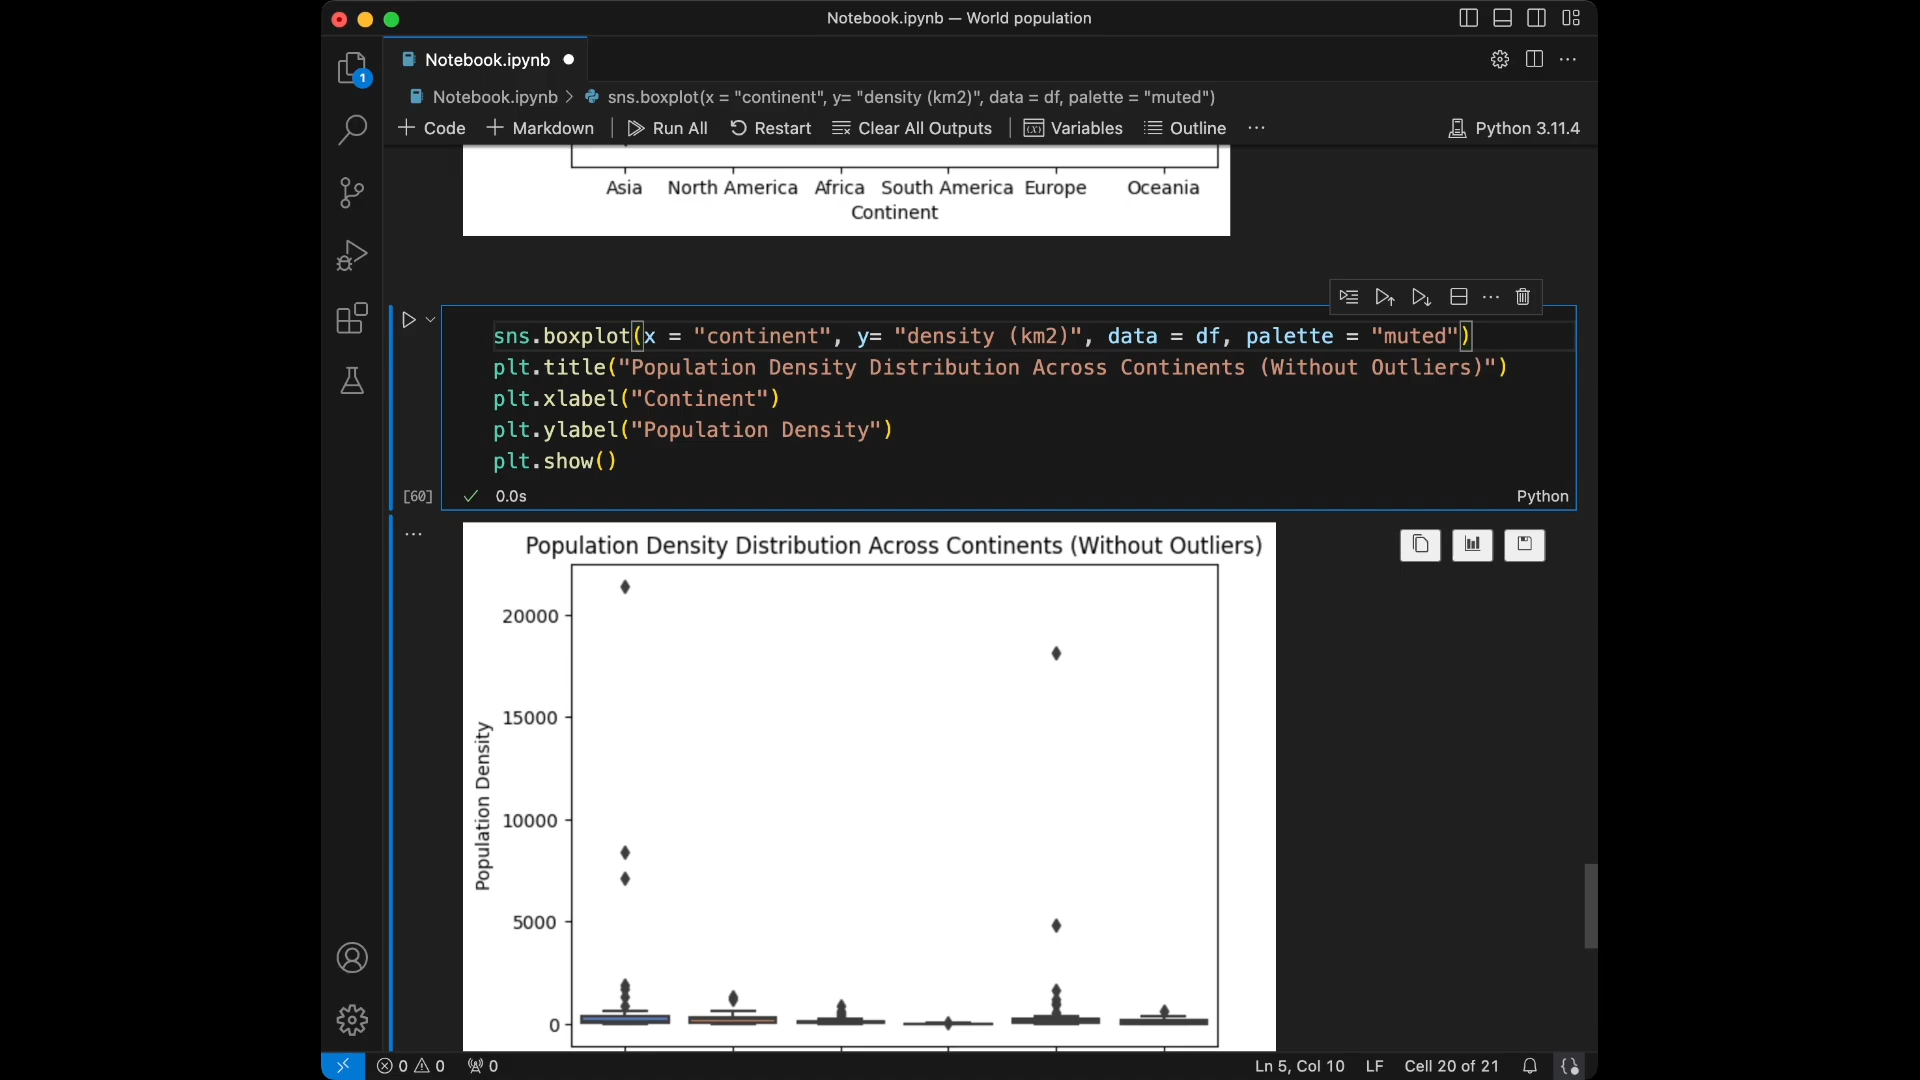 Notebook.ipynb — World population
Notebook.ipynb
1
Notebook.ipynb > sns.boxplot(x = "continent", y= "density (km2)", data = df, palette = "muted")
+ Code + Markdown Run All Restart Clear All Outputs Variables Outline ··· Python 3.11.4
Asia North America Africa South America Europe Oceania
Continent
sns.boxplot(x = "continent", y= "density (km2)", data = df, palette = "muted")
plt.title("Population Density Distribution Across Continents (Without Outliers)")
plt.xlabel("Continent")
plt.ylabel("Population Density")
plt.show()
[60] ✓ 0.0s Python
Population Density Distribution Across Continents (Without Outliers)
20000
15000
10000
5000
0
Population Density
0 0 0 Ln 5, Col 10 LF Cell 20 of 21